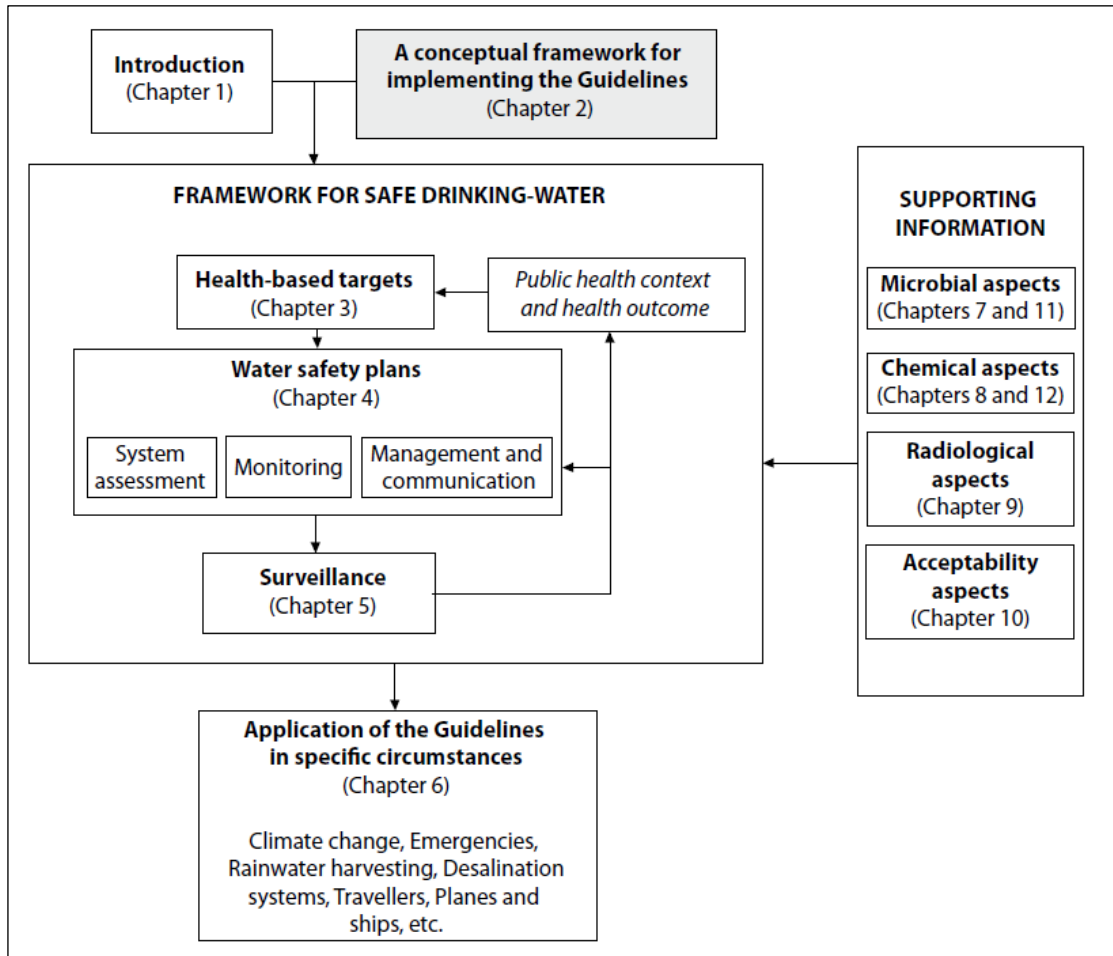 Introduction
(Chapter 1)
A conceptual framework for
implementing the Guidelines
(Chapter 2)
FRAMEWORK FOR SAFE DRINKING-WATER
Health-based targets
(Chapter 3)
Public health context
and health outcome
Water safety plans
(Chapter 4)
System
assessment
Monitoring
Management and
communication
Surveillance
(Chapter 5)
SUPPORTING
INFORMATION
Microbial aspects
(Chapters 7 and 11)
Chemical aspects
(Chapters 8 and 12)
Radiological
aspects
(Chapter 9)
Acceptability
aspects
(Chapter 10)
Application of the Guidelines
in specific circumstances
(Chapter 6)
Climate change, Emergencies,
Rainwater harvesting, Desalination
systems, Travellers, Planes and
ships, etc.